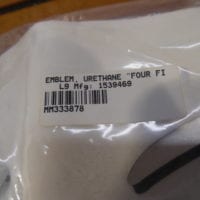 EMBLEM, URETHANE "FOUR FI
L9 Mfg: 1539469
MM333878